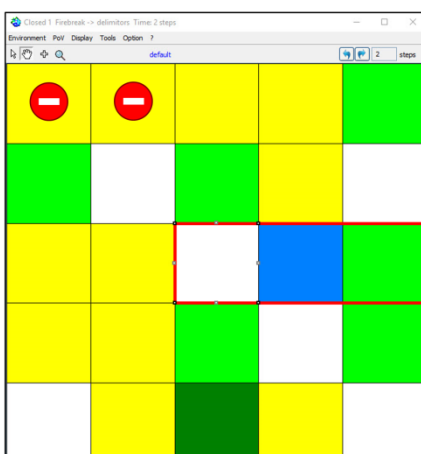 Closed 1 Firebreak -> delimitors Time: 2 steps
Environment PoV Display Tools Option ?
default 2 steps